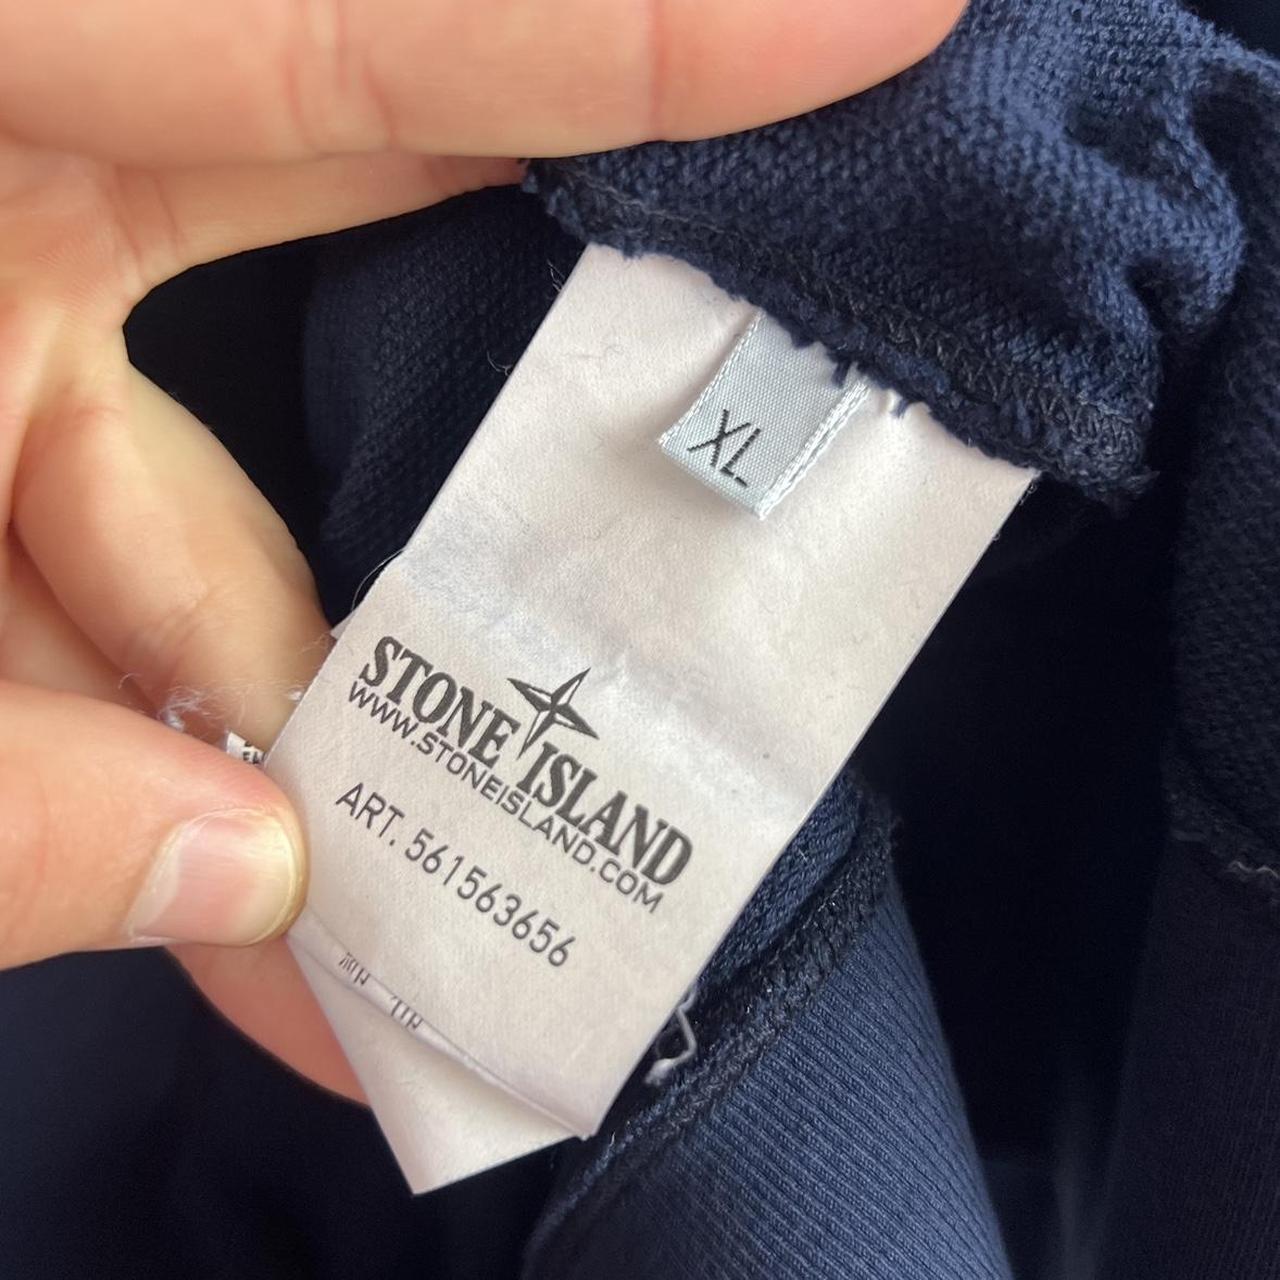 XL
STONE ISLAND
WWW.STONEISLAND.COM
ART. 561563656